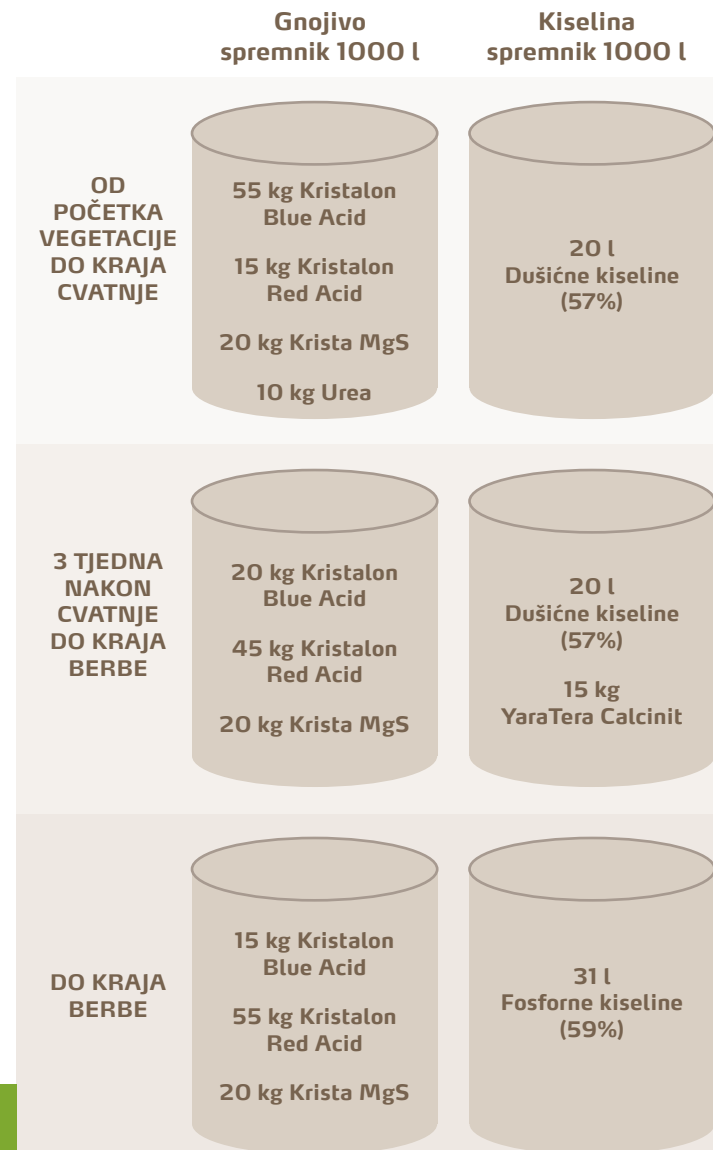 Gnojivo
spremnik 1000 l
Kiselina
spremnik 1000 l
OD
POČETKA
VEGETACIJE
DO KRAJA
CVATNJE
55 kg Kristalon
Blue Acid
15 kg Kristalon
Red Acid
20 kg Krista MgS
10 kg Urea
20 l
Dušićne kiseline
(57%)
3 TJEDNA
NAKON
CVATNJE
DO KRAJA
BERBE
20 kg Kristalon
Blue Acid
45 kg Kristalon
Red Acid
20 kg Krista MgS
20 l
Dušićne kiseline
(57%)
15 kg
YaraTera Calcinit
DO KRAJA
BERBE
15 kg Kristalon
Blue Acid
55 kg Kristalon
Red Acid
20 kg Krista MgS
31 l
Fosforne kiseline
(59%)